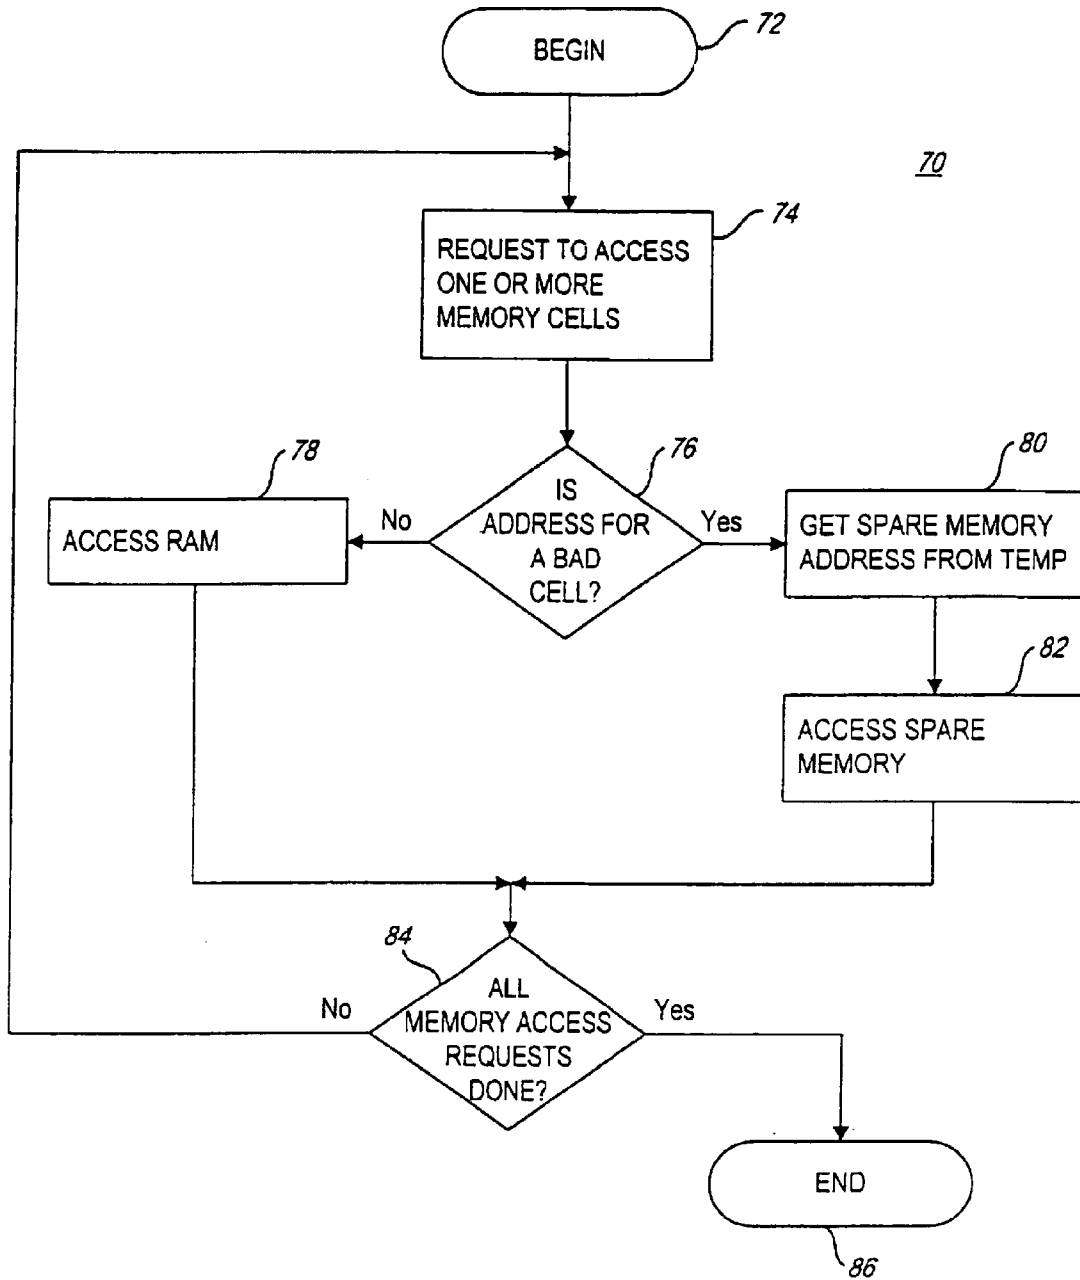 BEGIN
72
70
74
REQUEST TO ACCESS
ONE OR MORE
MEMORY CELLS
78
76
80
ACCESS RAM
No
IS
ADDRESS FOR
A BAD
CELL?
Yes
GET SPARE MEMORY
ADDRESS FROM TEMP
82
ACCESS SPARE
MEMORY
84
No
ALL
MEMORY ACCESS
REQUESTS
DONE?
Yes
END
86